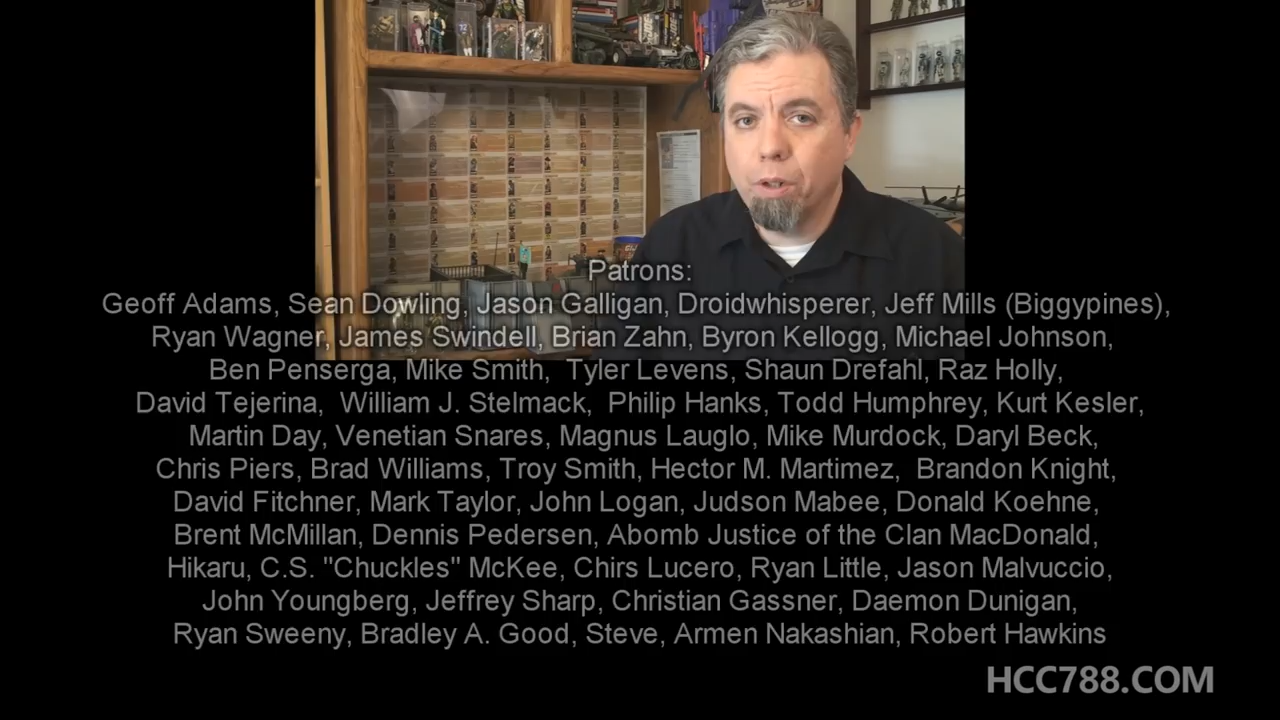 Patrons:
Geoff Adams, Sean Dowling, Jason Galligan, Droidwhisperer, Jeff Mills (Biggypines),
Ryan Wagner, James Swindell, Brian Zahn, Byron Kellogg, Michael Johnson,
Ben Penserga, Mike Smith, Tyler Levens, Shaun Drefahl, Raz Holly,
David Tejerina, William J. Stelmack, Philip Hanks, Todd Humphrey, Kurt Kesler,
Martin Day, Venetian Snares, Magnus Lauglo, Mike Murdock, Daryl Beck,
Chris Piers, Brad Williams, Troy Smith, Hector M. Martimez, Brandon Knight,
David Fitchner, Mark Taylor, John Logan, Judson Mabee, Donald Koehne,
Brent McMillan, Dennis Pedersen, Abomb Justice of the Clan MacDonald,
Hikaru, C.S. "Chuckles" McKee, Chirs Lucero, Ryan Little, Jason Malvuccio,
John Youngberg, Jeffrey Sharp, Christian Gassner, Daemon Dunigan,
Ryan Sweeny, Bradley A. Good, Steve, Armen Nakashian, Robert Hawkins
HCC788.COM